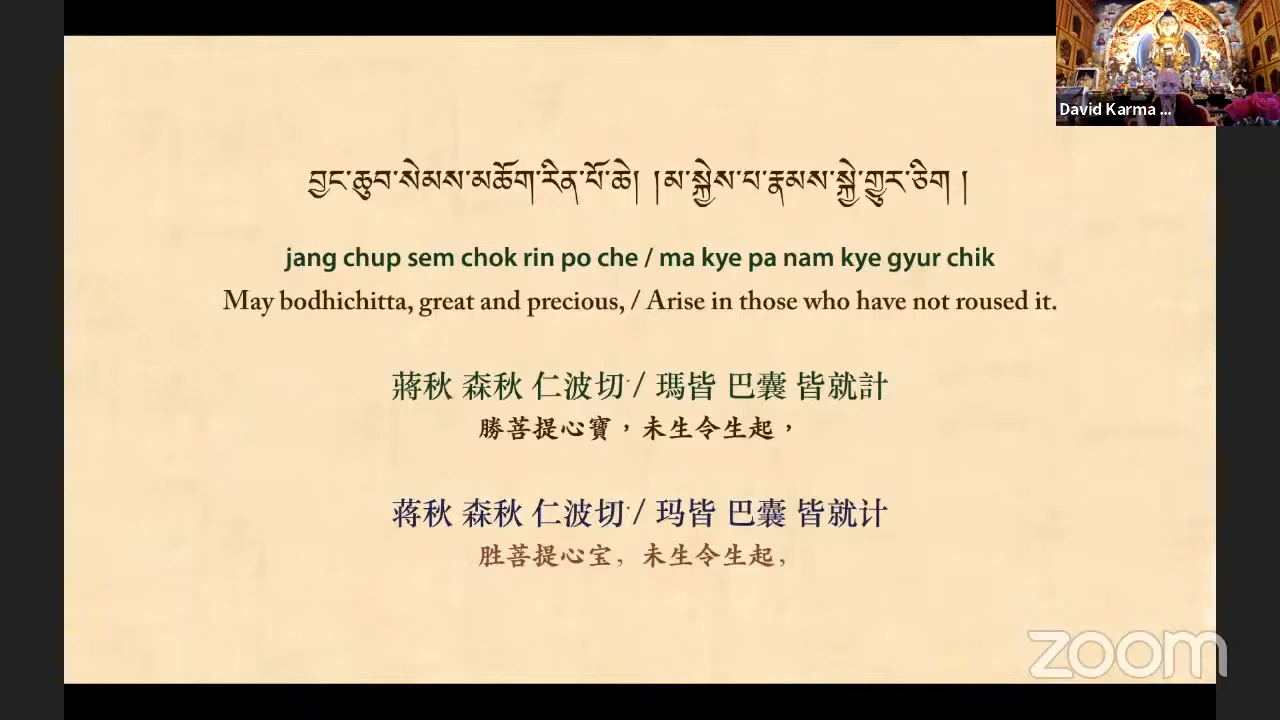 David Karma ...
བྱང་ཆུབ་སེམས་མཆོག་རིན་པོ་ཆེ། །མ་སྐྱེས་པ་རྣམས་སྐྱེ་གྱུར་ཅིག །
jang chup sem chok rin po che / ma kye pa nam kye gyur chik
May bodhichitta, great and precious, / Arise in those who have not roused it.
蔣秋 森秋 仁波切 / 瑪皆 巴囊 皆就計
勝菩提心寶，未生令生起，
蒋秋 森秋 仁波切 / 玛皆 巴囊 皆就计
胜菩提心宝，未生令生起，
zoom